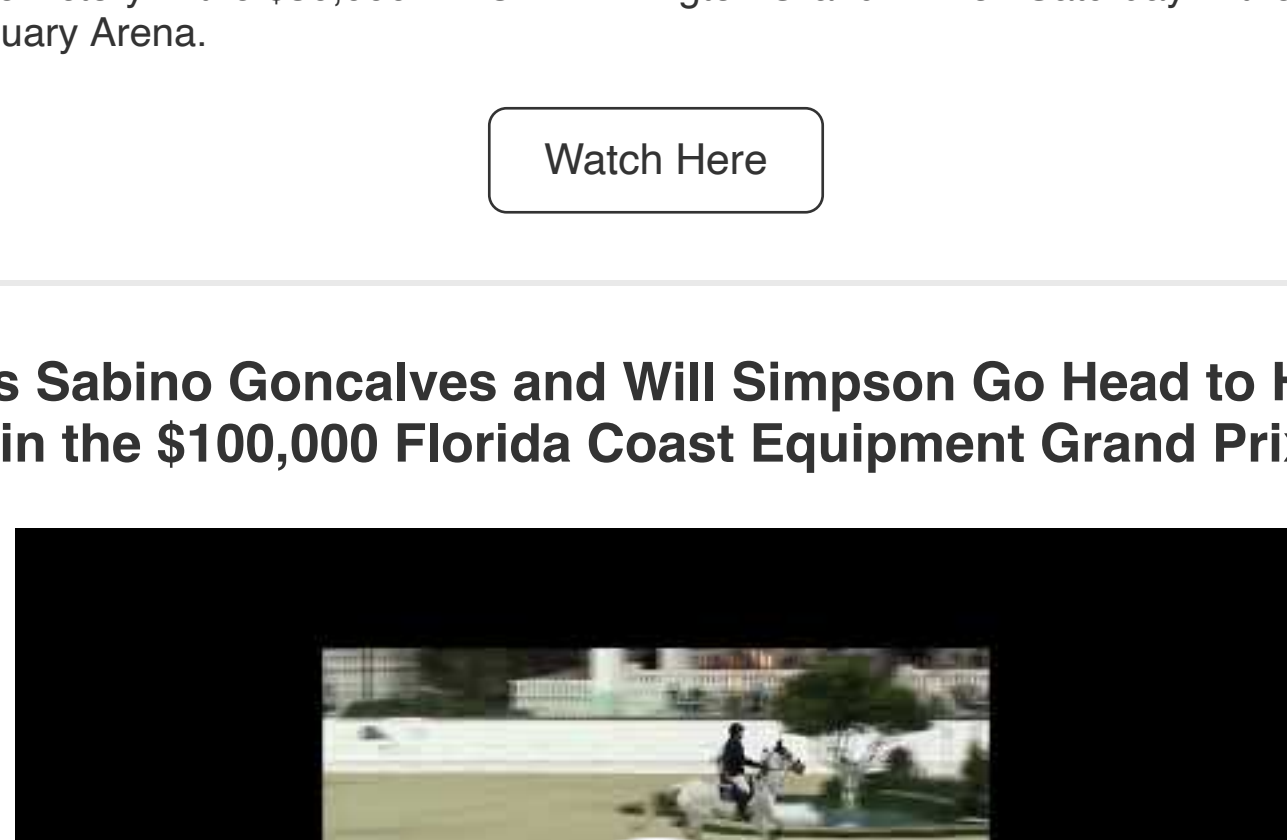 uary Arena.
Watch Here
s Sabino Goncalves and Will Simpson Go Head to H
in the $100,000 Florida Coast Equipment Grand Prix